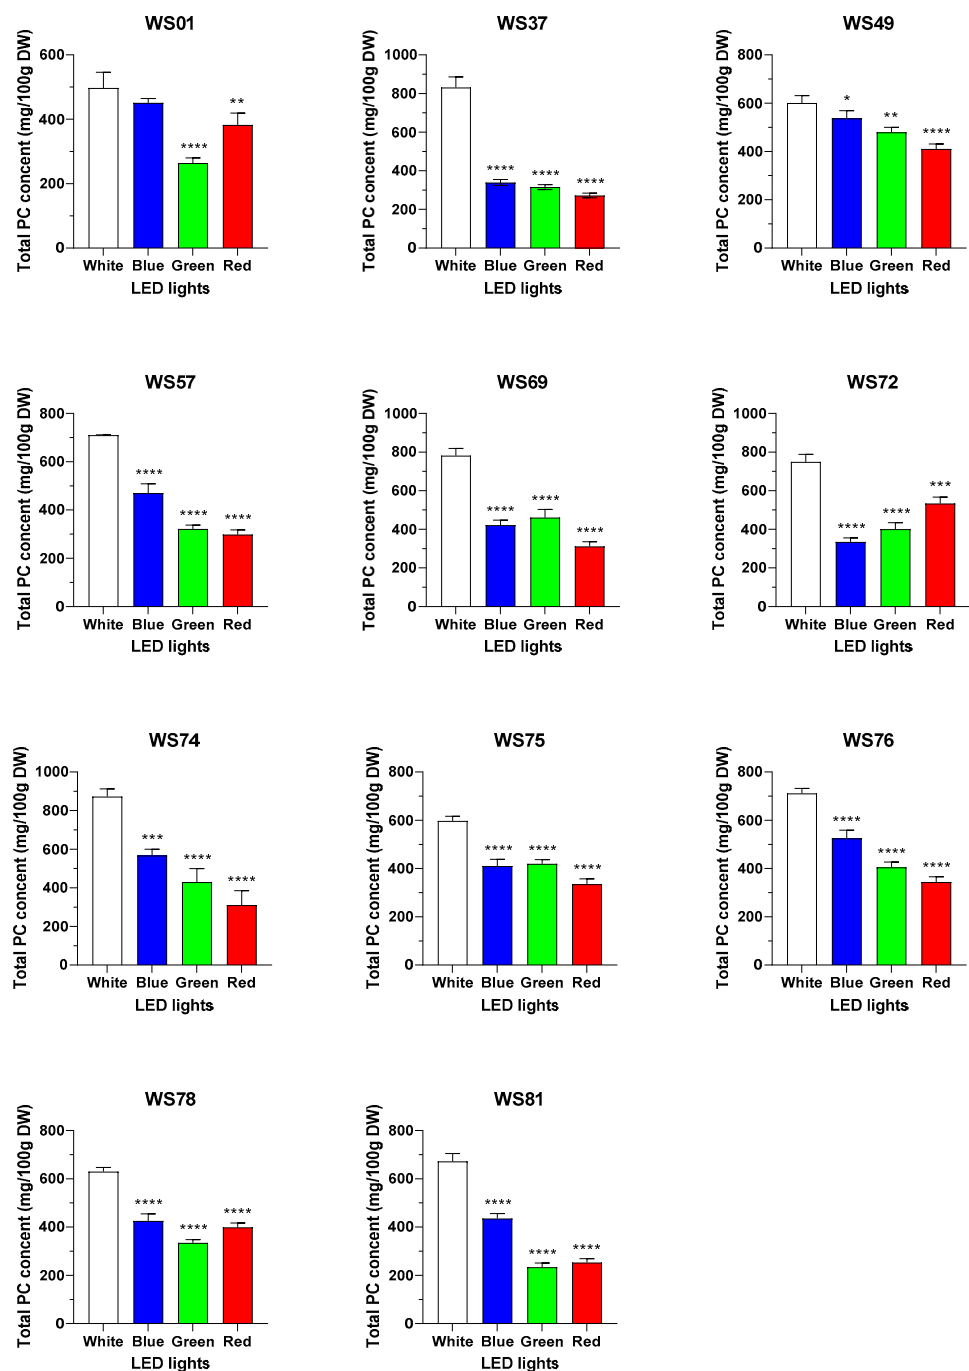 WS01
Total PC concent (mg/100g DW)
600
400
200
0
**
****
White Blue Green Red
LED lights
WS37
Total PC concent (mg/100g DW)
1000
800
600
400
200
0
**** **** ****
White Blue Green Red
LED lights
WS49
Total PC concent (mg/100g DW)
800
600
400
200
0
* ** ****
White Blue Green Red
LED lights
WS57
Total PC concent (mg/100g DW)
800
600
400
200
0
**** **** ****
White Blue Green Red
LED lights
WS69
Total PC concent (mg/100g DW)
1000
800
600
400
200
0
**** **** ****
White Blue Green Red
LED lights
WS72
Total PC concent (mg/100g DW)
1000
800
600
400
200
0
**** **** ***
White Blue Green Red
LED lights
WS74
Total PC concent (mg/100g DW)
1000
800
600
400
200
0
*** **** ****
White Blue Green Red
LED lights
WS75
Total PC concent (mg/100g DW)
800
600
400
200
0
**** **** ****
White Blue Green Red
LED lights
WS76
Total PC concent (mg/100g DW)
800
600
400
200
0
**** **** ****
White Blue Green Red
LED lights
WS78
Total PC concent (mg/100g DW)
800
600
400
200
0
**** **** ****
White Blue Green Red
LED lights
WS81
Total PC concent (mg/100g DW)
800
600
400
200
0
**** **** ****
White Blue Green Red
LED lights